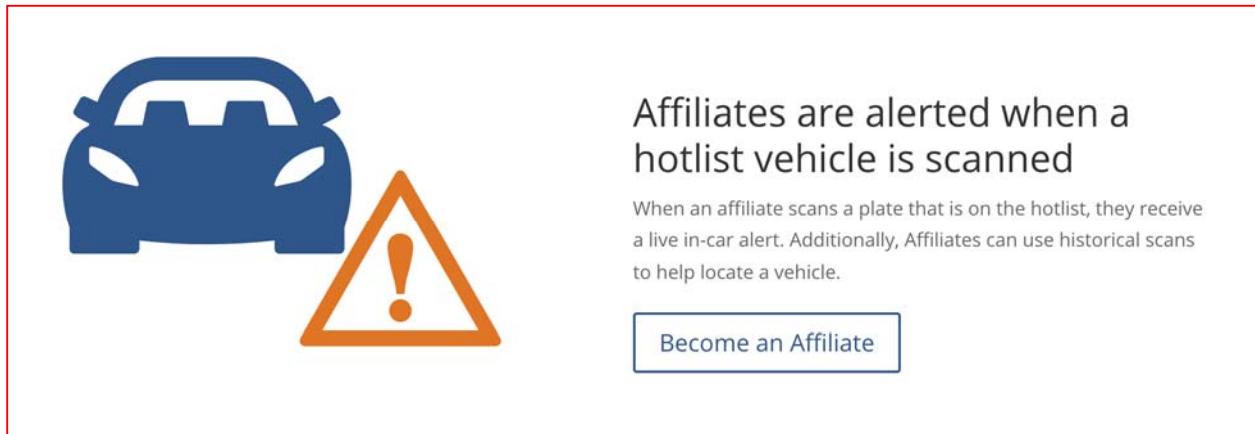 Affiliates are alerted when a
hotlist vehicle is scanned
When an affiliate scans a plate that is on the hotlist, they receive
a live in-car alert. Additionally, Affiliates can use historical scans
to help locate a vehicle.
Become an Affiliate